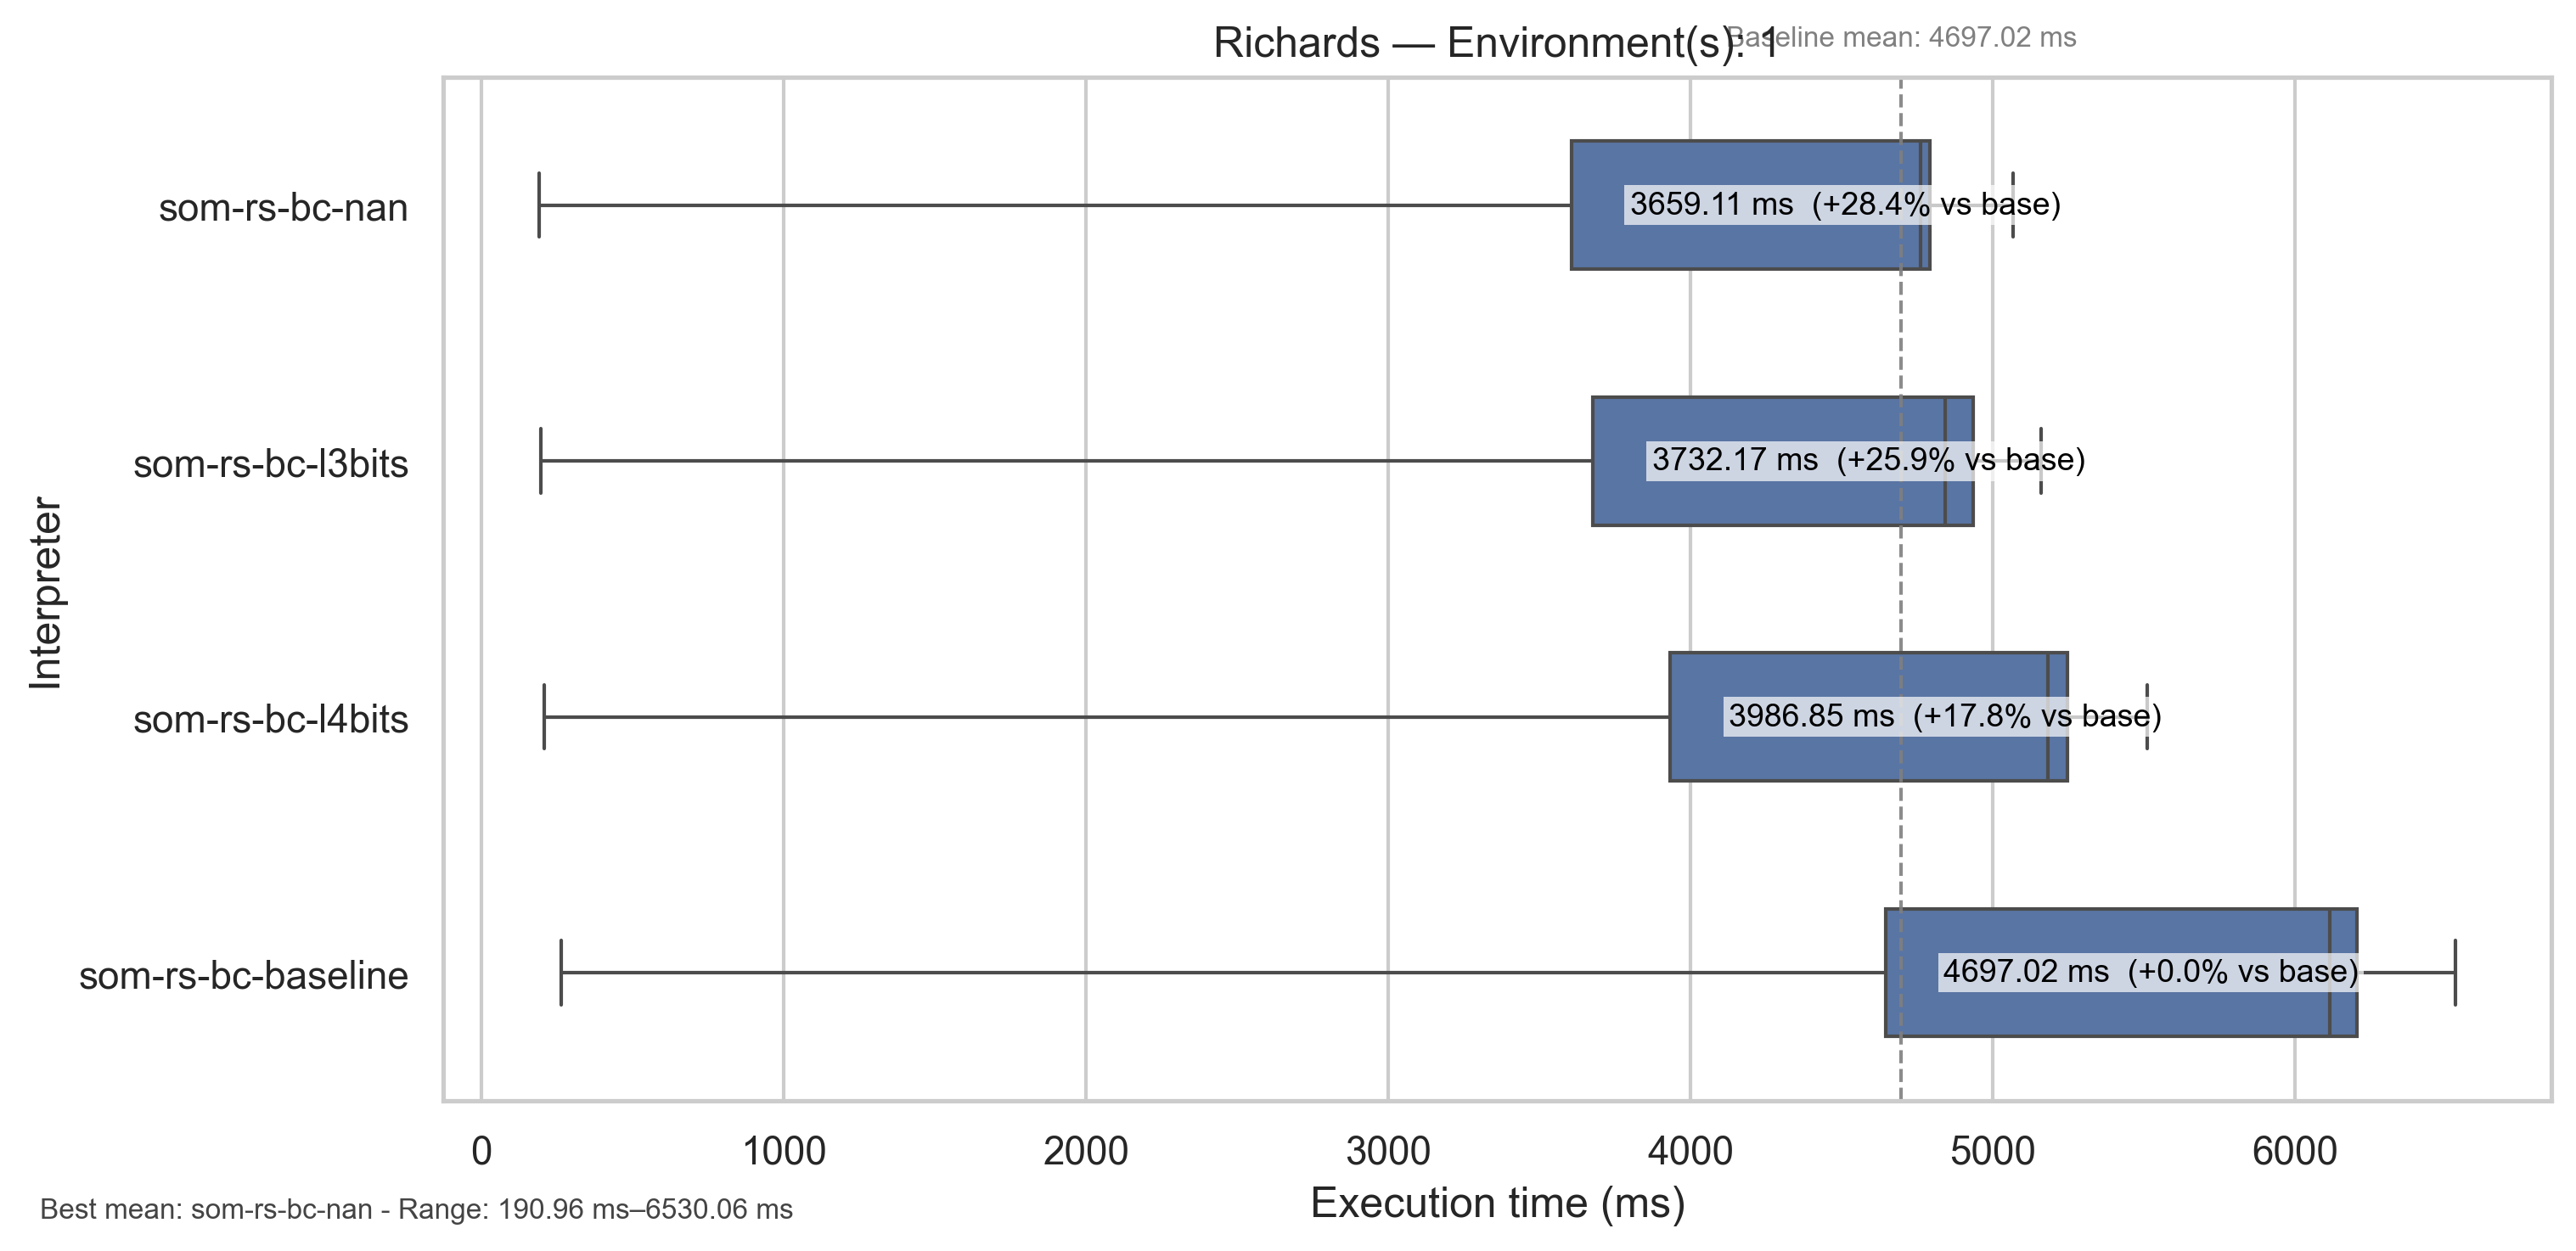 Richards — Environment(s): 1
Baseline mean: 4697.02 ms
Interpreter
som-rs-bc-nan
3659.11 ms (+28.4% vs base)
som-rs-bc-l3bits
3732.17 ms (+25.9% vs base)
som-rs-bc-l4bits
3986.85 ms (+17.8% vs base)
som-rs-bc-baseline
4697.02 ms (+0.0% vs base)
0 1000 2000 3000 4000 5000 6000
Execution time (ms)
Best mean: som-rs-bc-nan - Range: 190.96 ms–6530.06 ms